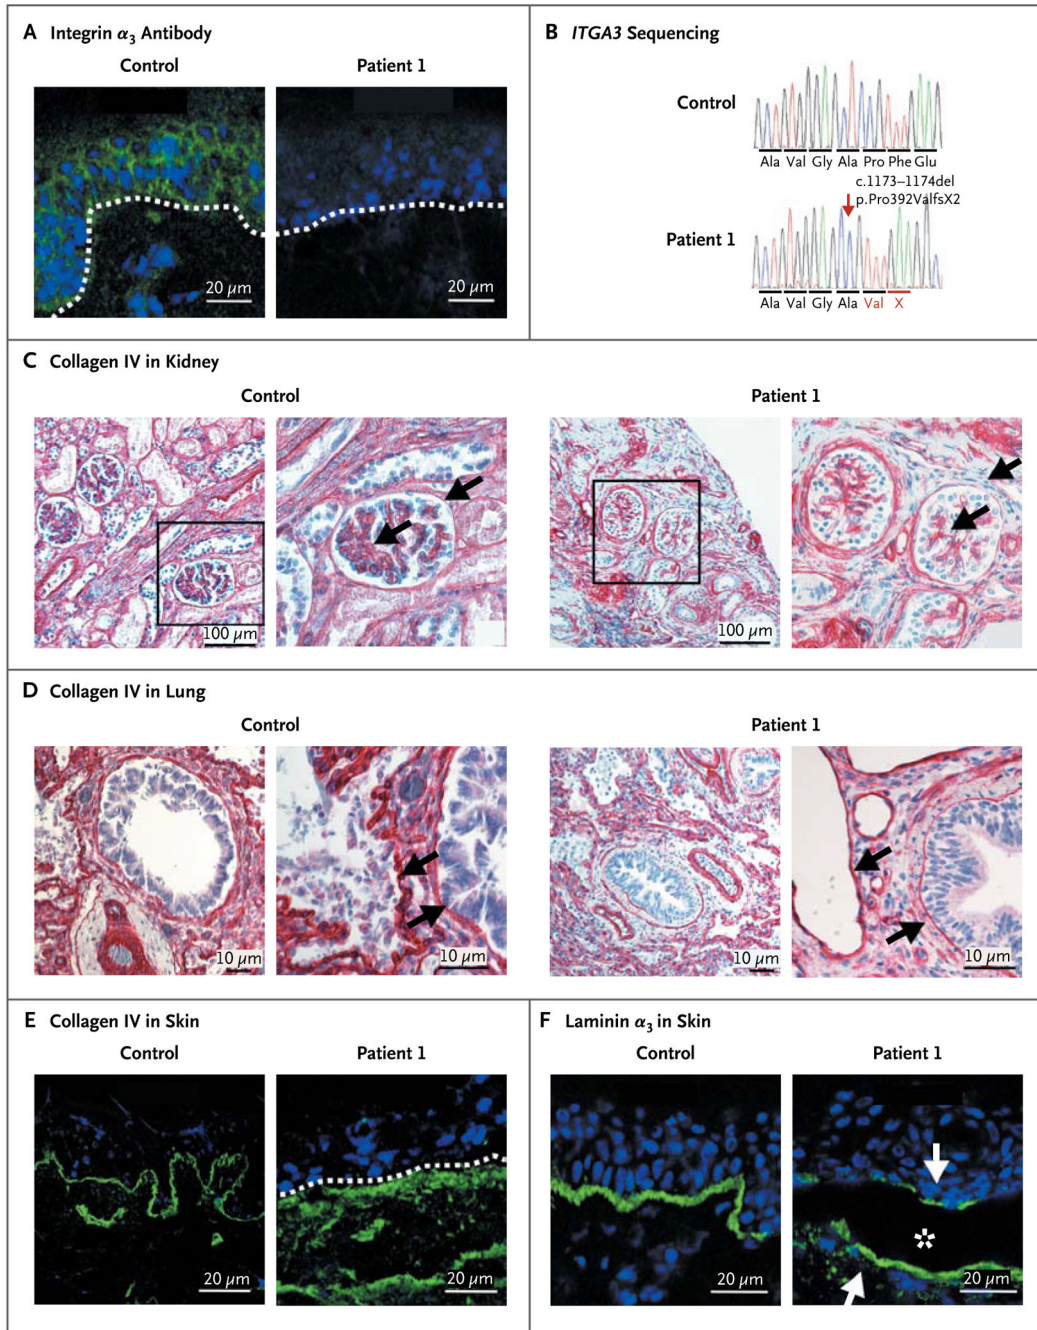 A Integrin α3 Antibody
Control
Patient 1
20 µm
20 µm
B ITGA3 Sequencing
Control
Ala Val Gly Ala Pro Phe Glu
c.1173–1174del
p.Pro392ValfsX2
Patient 1
Ala Val Gly Ala Val X
C Collagen IV in Kidney
Control
Patient 1
100 µm
100 µm
D Collagen IV in Lung
Control
Patient 1
10 µm
10 µm
10 µm
10 µm
E Collagen IV in Skin
Control
Patient 1
20 µm
20 µm
F Laminin α3 in Skin
Control
Patient 1
*
20 µm
20 µm